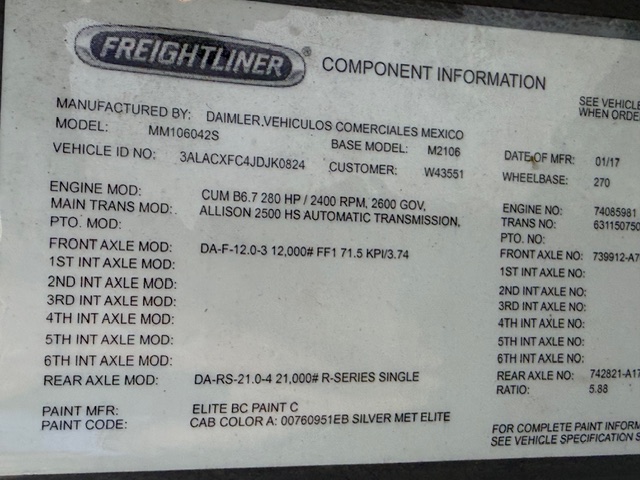 FREIGHTLINER® COMPONENT INFORMATION
SEE VEHICLE
WHEN ORDE
MANUFACTURED BY: DAIMLER.VEHICULOS COMERCIALES MEXICO
MODEL: MM106042S BASE MODEL: M2106 DATE OF MFR: 01/17
VEHICLE ID NO: 3ALACXFC4JDJK0824 CUSTOMER: W43551 WHEELBASE: 270
ENGINE MOD: CUM B6.7 280 HP / 2400 RPM, 2600 GOV, ENGINE NO: 74085981
MAIN TRANS MOD: ALLISON 2500 HS AUTOMATIC TRANSMISSION, TRANS NO: 631150750
PTO. MOD: PTO. NO:
FRONT AXLE MOD: DA-F-12.0-3 12,000# FF1 71.5 KPI/3.74 FRONT AXLE NO: 739912-A7
1ST INT AXLE MOD: 1ST INT AXLE NO:
2ND INT AXLE MOD: 2ND INT AXLE NO:
3RD INT AXLE MOD: 3RD INT AXLE NO:
4TH INT AXLE MOD: 4TH INT AXLE NO:
5TH INT AXLE MOD: 5TH INT AXLE NO:
6TH INT AXLE MOD: 6TH INT AXLE NO:
REAR AXLE MOD: DA-RS-21.0-4 21,000# R-SERIES SINGLE REAR AXLE NO: 742821-A17
RATIO: 5.88
PAINT MFR: ELITE BC PAINT C
PAINT CODE: CAB COLOR A: 00760951EB SILVER MET ELITE
FOR COMPLETE PAINT INFORM
SEE VEHICLE SPECIFICATION S